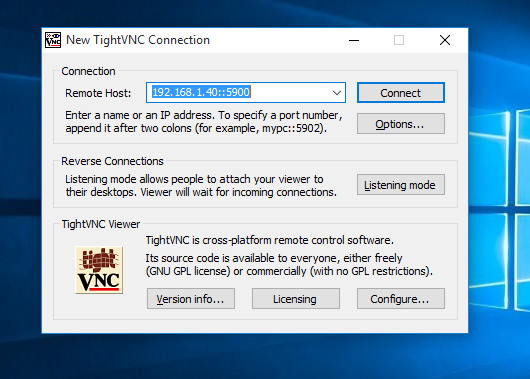 New TightVNC Connection
Connection
Remote Host:
192.168.1.40::5900
Connect
Enter a name or an IP address. To specify a port number,
append it after two colons (for example, mypc::5902).
Options...
Reverse Connections
Listening mode allows people to attach your viewer to
their desktops. Viewer will wait for incoming connections.
Listening mode
TightVNC Viewer
tight
VNC
TightVNC is cross-platform remote control software.
Its source code is available to everyone, either freely
(GNU GPL license) or commercially (with no GPL restrictions).
Version info...
Licensing
Configure...